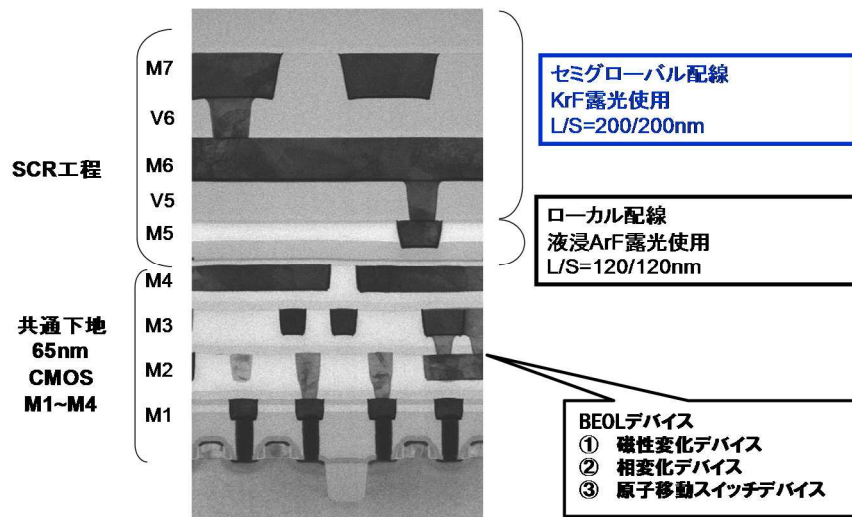 M7
V6
M6
V5
M5
SCR工程
M4
M3
M2
M1
共通下地
65nm
CMOS
M1~M4
セミグローバル配線
KrF露光使用
L/S=200/200nm
ローカル配線
液浸ArF露光使用
L/S=120/120nm
BEOLデバイス
① 磁性変化デバイス
② 相変化デバイス
③ 原子移動スイッチデバイス